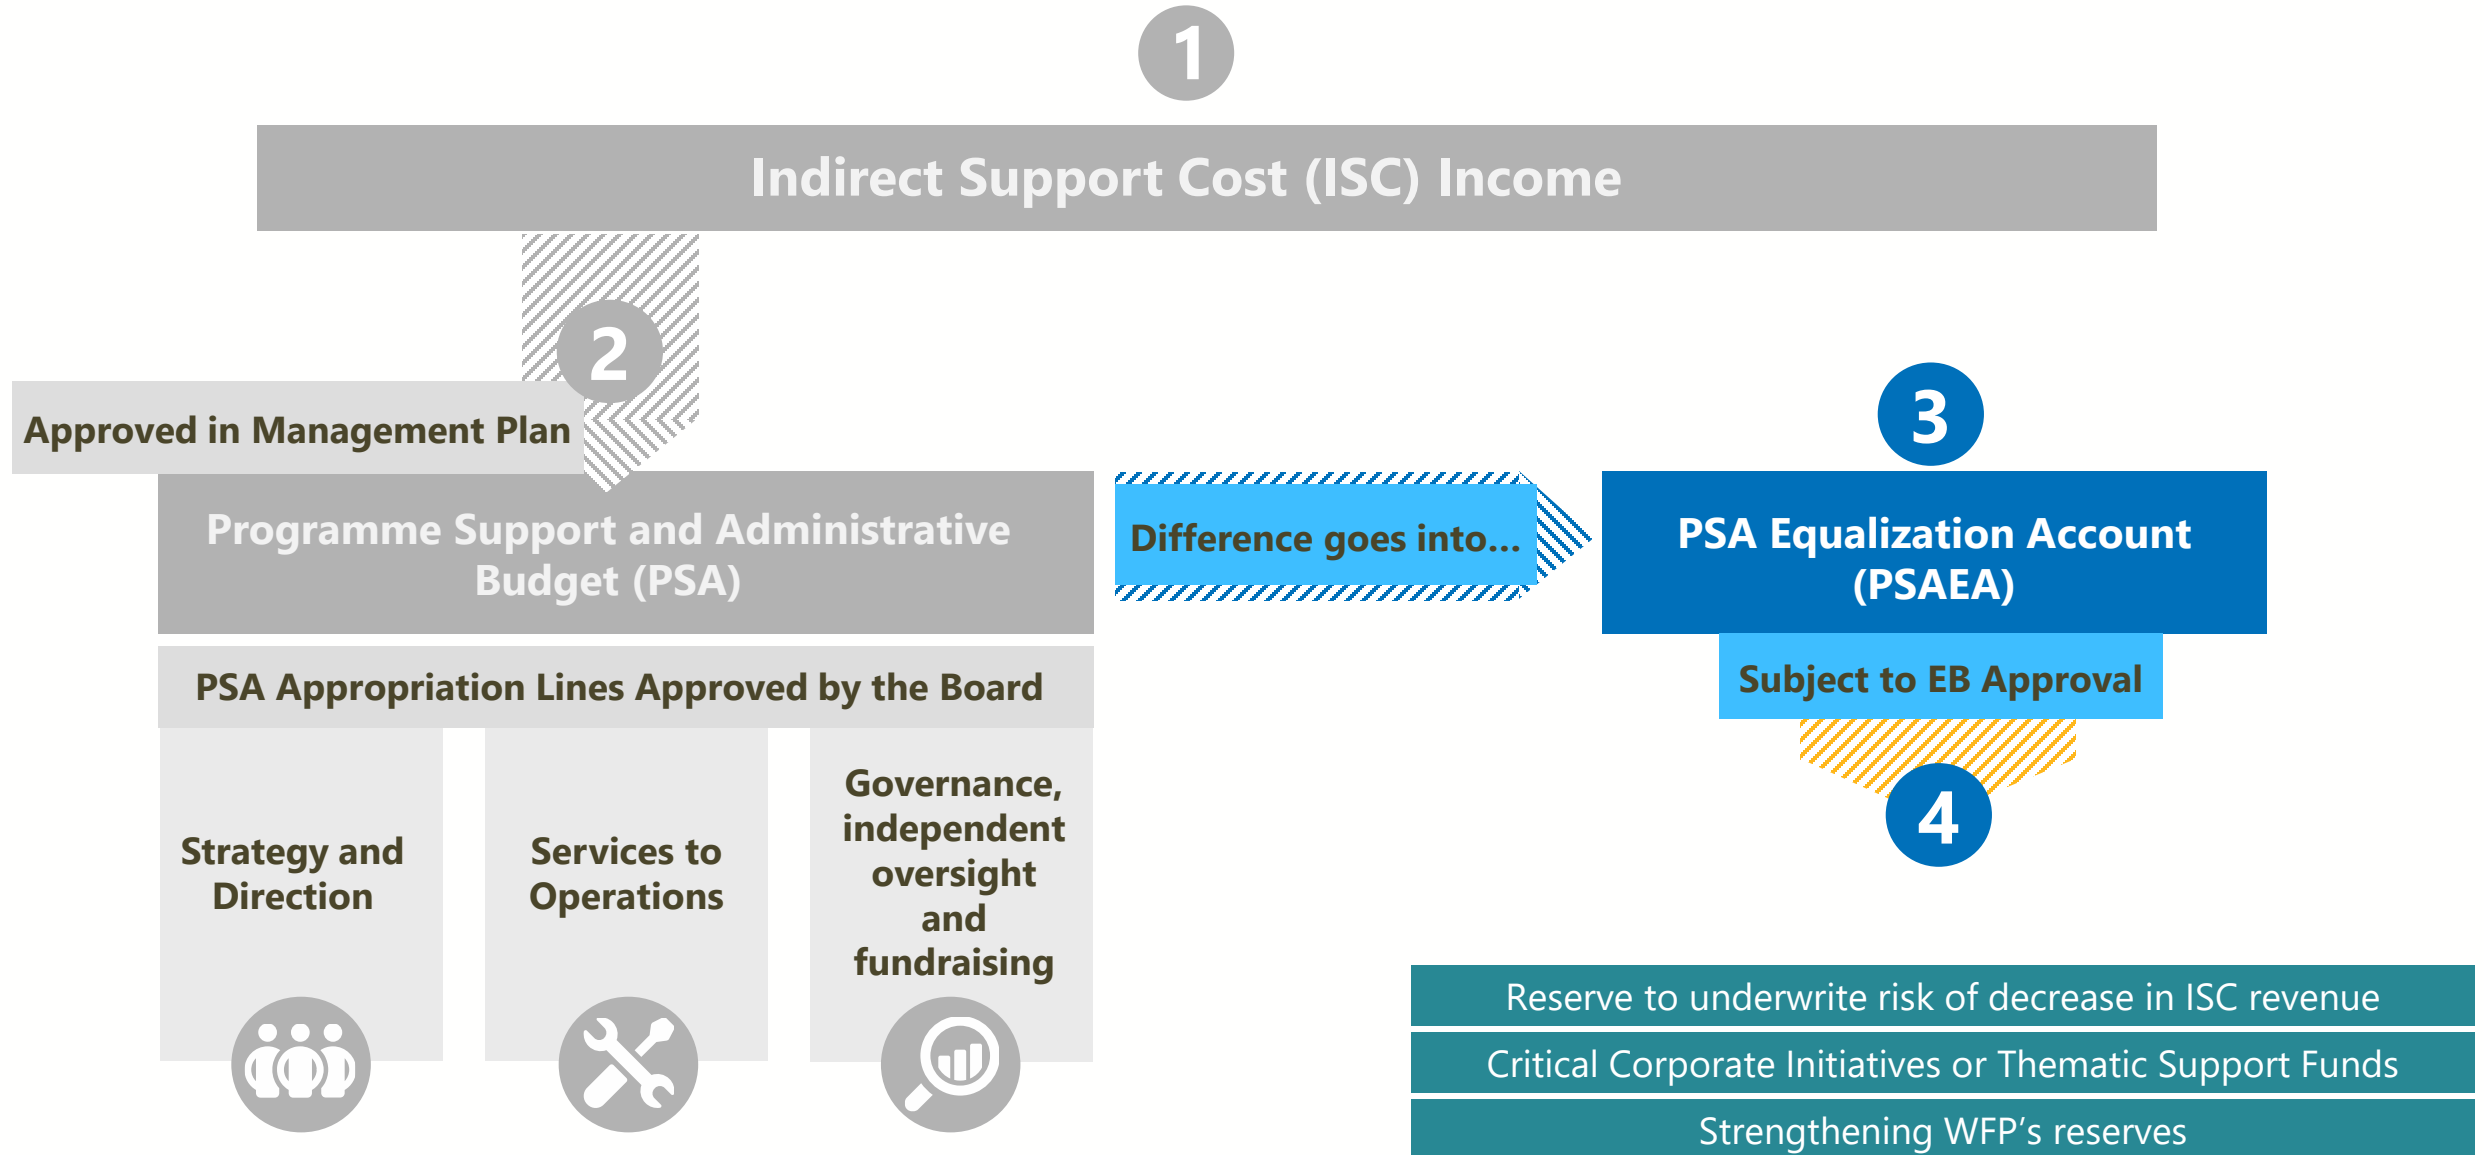 1
Indirect Support Cost (ISC) Income
2
Approved in Management Plan
Programme Support and Administrative
Budget (PSA)
PSA Appropriation Lines Approved by the Board
Strategy and
Direction
Services to
Operations
Governance,
independent
oversight
and
fundraising
Difference goes into…
3
PSA Equalization Account
(PSAEA)
Subject to EB Approval
4
Reserve to underwrite risk of decrease in ISC revenue
Critical Corporate Initiatives or Thematic Support Funds
Strengthening WFP’s reserves